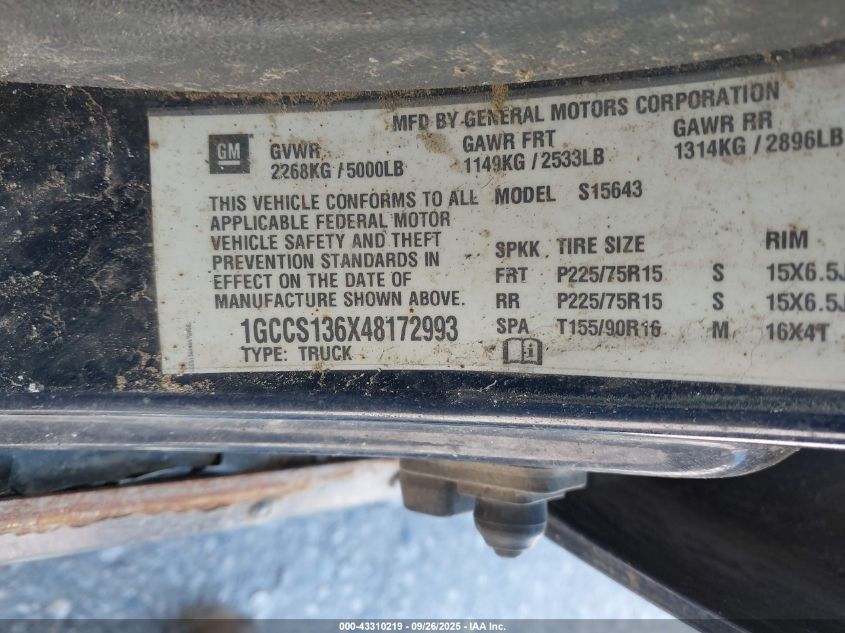 MFD BY GENERAL MOTORS CORPORATION
GM
GVWR GAWR FRT GAWR RR
2268KG / 5000LB 1149KG / 2533LB 1314KG / 2896LB
THIS VEHICLE CONFORMS TO ALL
APPLICABLE FEDERAL MOTOR
VEHICLE SAFETY AND THEFT
PREVENTION STANDARDS IN
EFFECT ON THE DATE OF
MANUFACTURE SHOWN ABOVE.
1GCCS136X48172993
TYPE: TRUCK
MODEL S15643
SPKK TIRE SIZE RIM
FRT P225/75R15 S 15X6.5J
RR P225/75R15 S 15X6.5J
SPA T155/90R16 M 16X4T
000-43310219 - 09/26/2025 - IAA Inc.